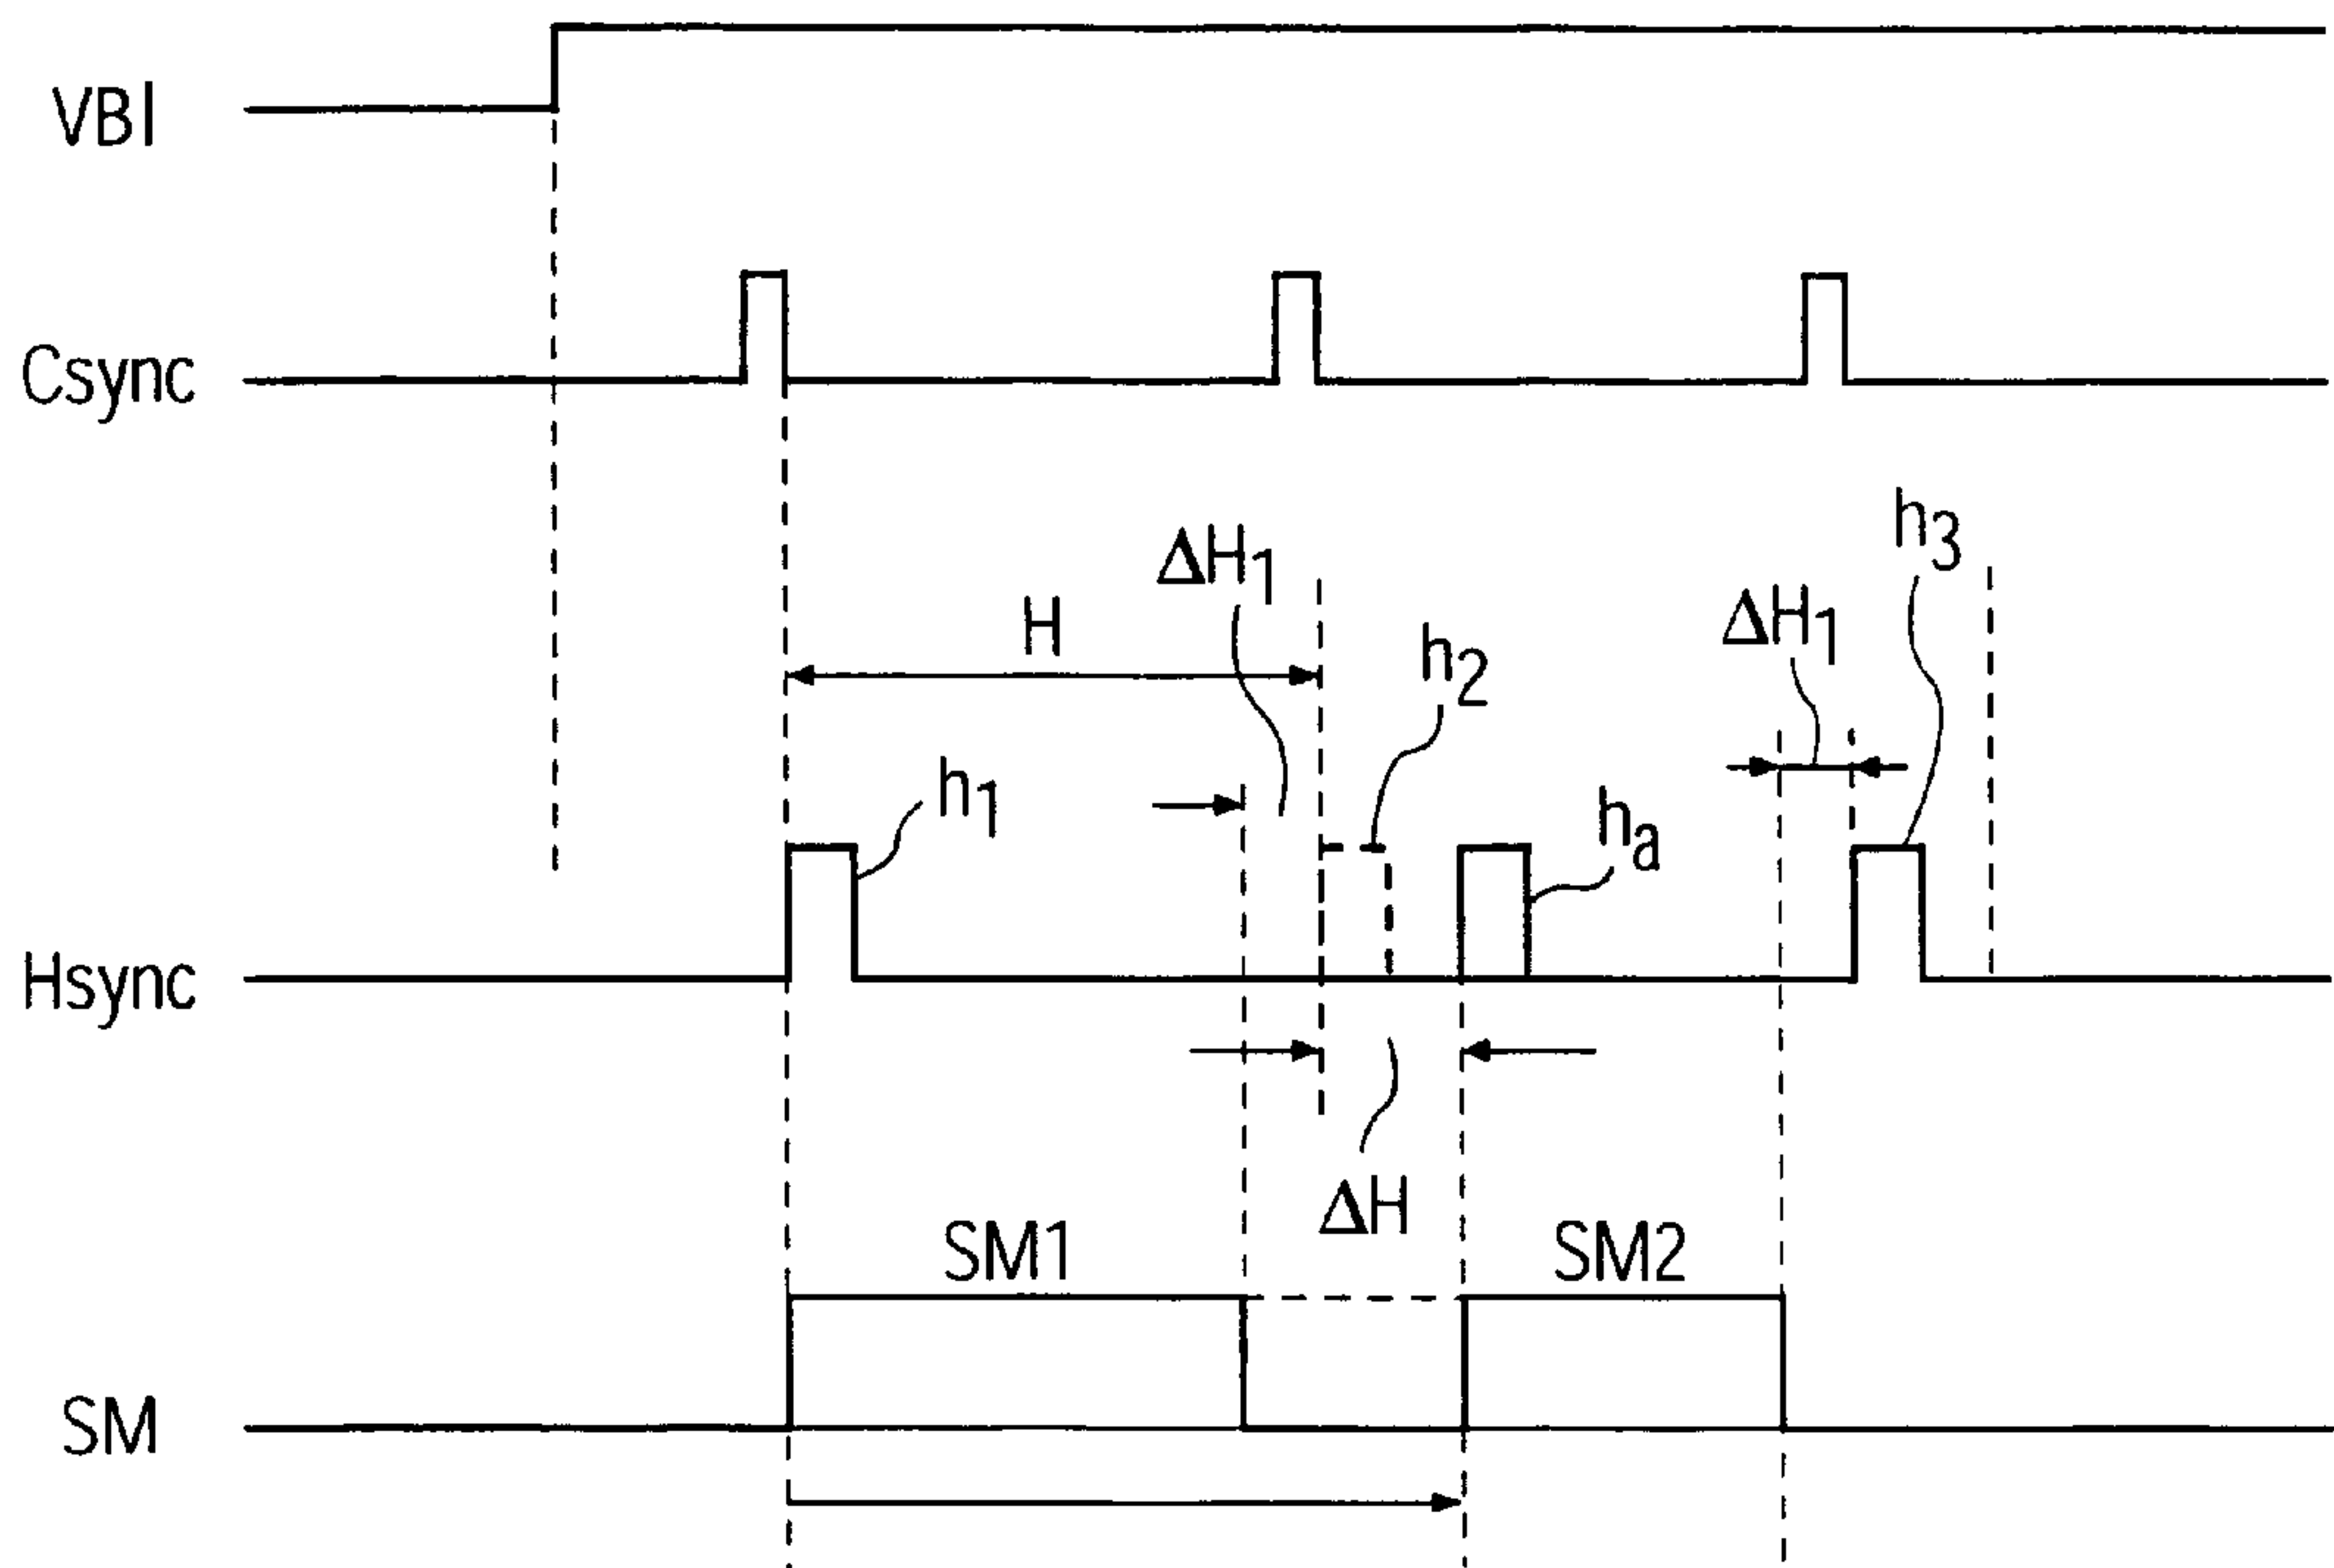 VBI
Csync
h3
ΔH1
ΔH1
H
h2
h1
ha
Hsync
ΔH
SM1
SM2
SM